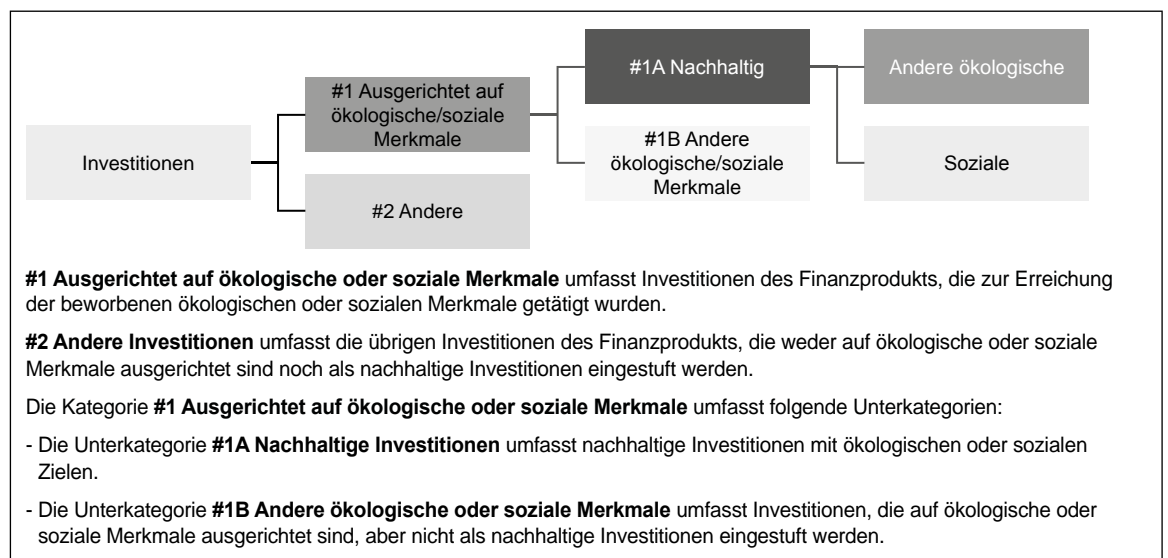 #1A Nachhaltig
Andere ökologische
#1 Ausgerichtet auf
ökologische/soziale
Merkmale
Investitionen
#1B Andere
ökologische/soziale
Merkmale
Soziale
#2 Andere
#1 Ausgerichtet auf ökologische oder soziale Merkmale umfasst Investitionen des Finanzprodukts, die zur Erreichung
der beworbenen ökologischen oder sozialen Merkmale getätigt wurden.
#2 Andere Investitionen umfasst die übrigen Investitionen des Finanzprodukts, die weder auf ökologische oder soziale
Merkmale ausgerichtet sind noch als nachhaltige Investitionen eingestuft werden.
Die Kategorie #1 Ausgerichtet auf ökologische oder soziale Merkmale umfasst folgende Unterkategorien:
- Die Unterkategorie #1A Nachhaltige Investitionen umfasst nachhaltige Investitionen mit ökologischen oder sozialen
Zielen.
- Die Unterkategorie #1B Andere ökologische oder soziale Merkmale umfasst Investitionen, die auf ökologische oder
soziale Merkmale ausgerichtet sind, aber nicht als nachhaltige Investitionen eingestuft werden.